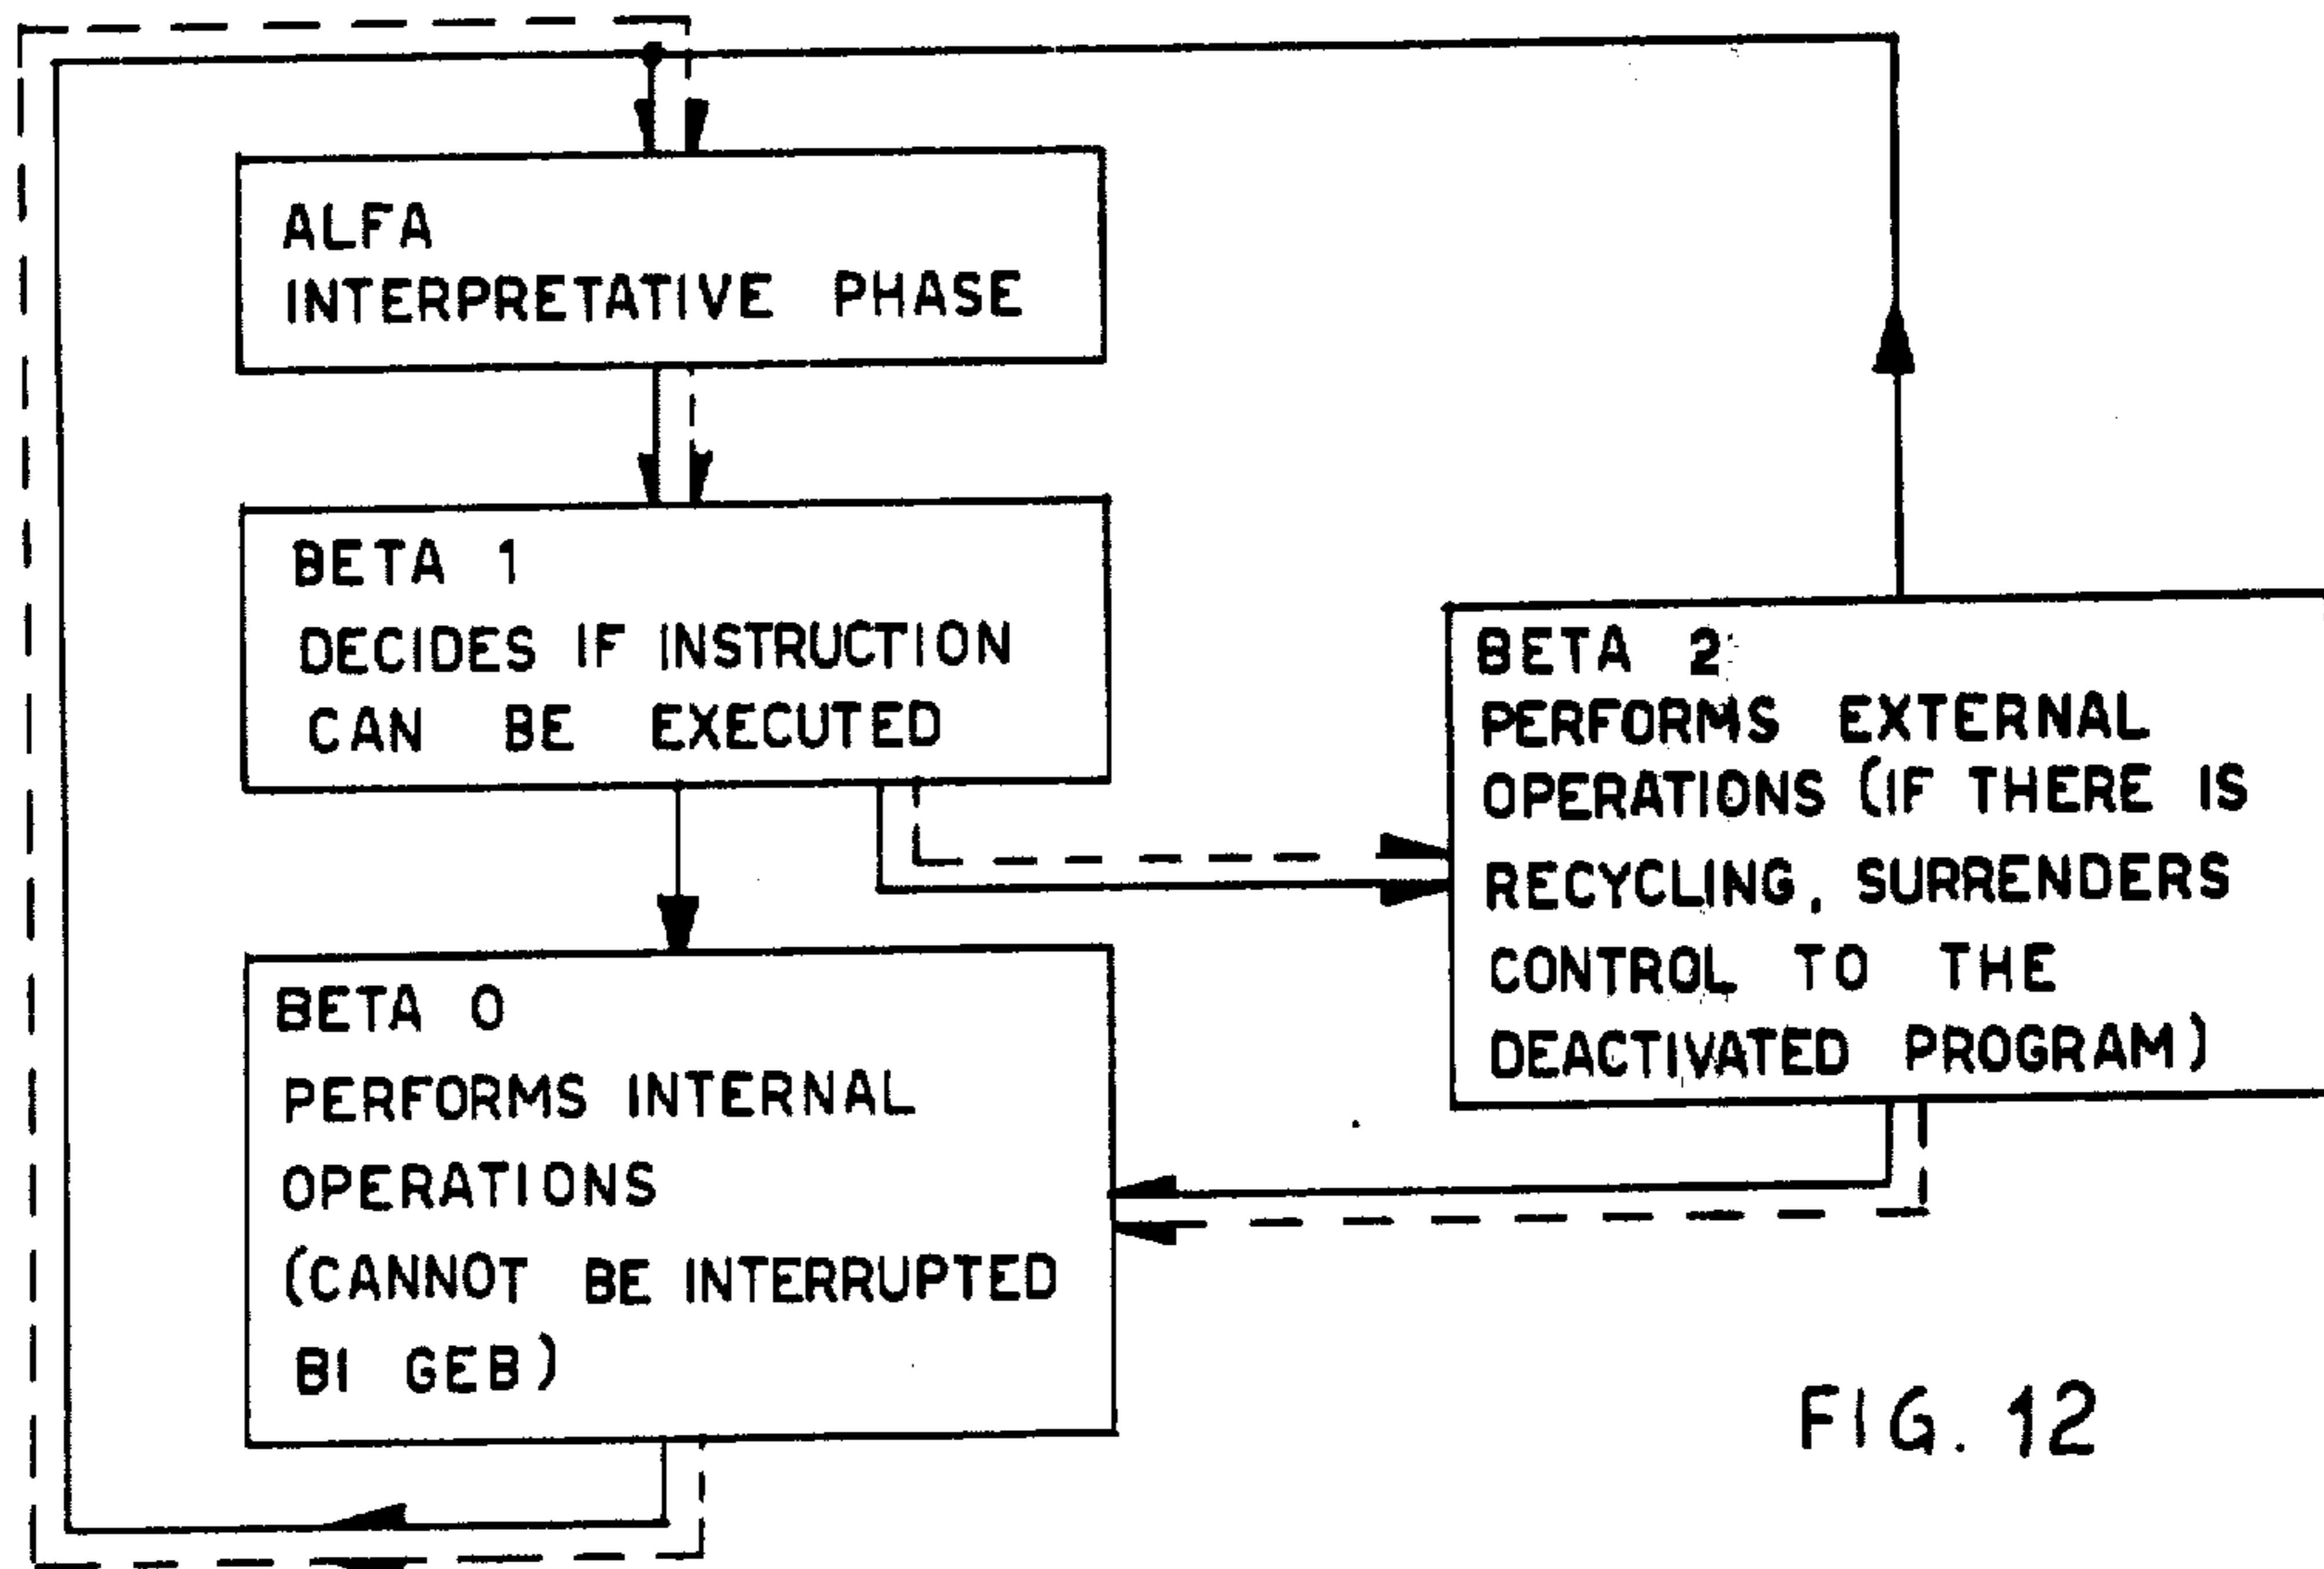 ALFA
INTERPRETATIVE PHASE
BETA 1
DECIDES IF INSTRUCTION
CAN BE EXECUTED
BETA 2
PERFORMS EXTERNAL
OPERATIONS (IF THERE IS
RECYCLING, SURRENDERS
CONTROL TO THE
DEACTIVATED PROGRAM)
BETA 0
PERFORMS INTERNAL
OPERATIONS
(CANNOT BE INTERRUPTED
BI GEB)
FIG. 12